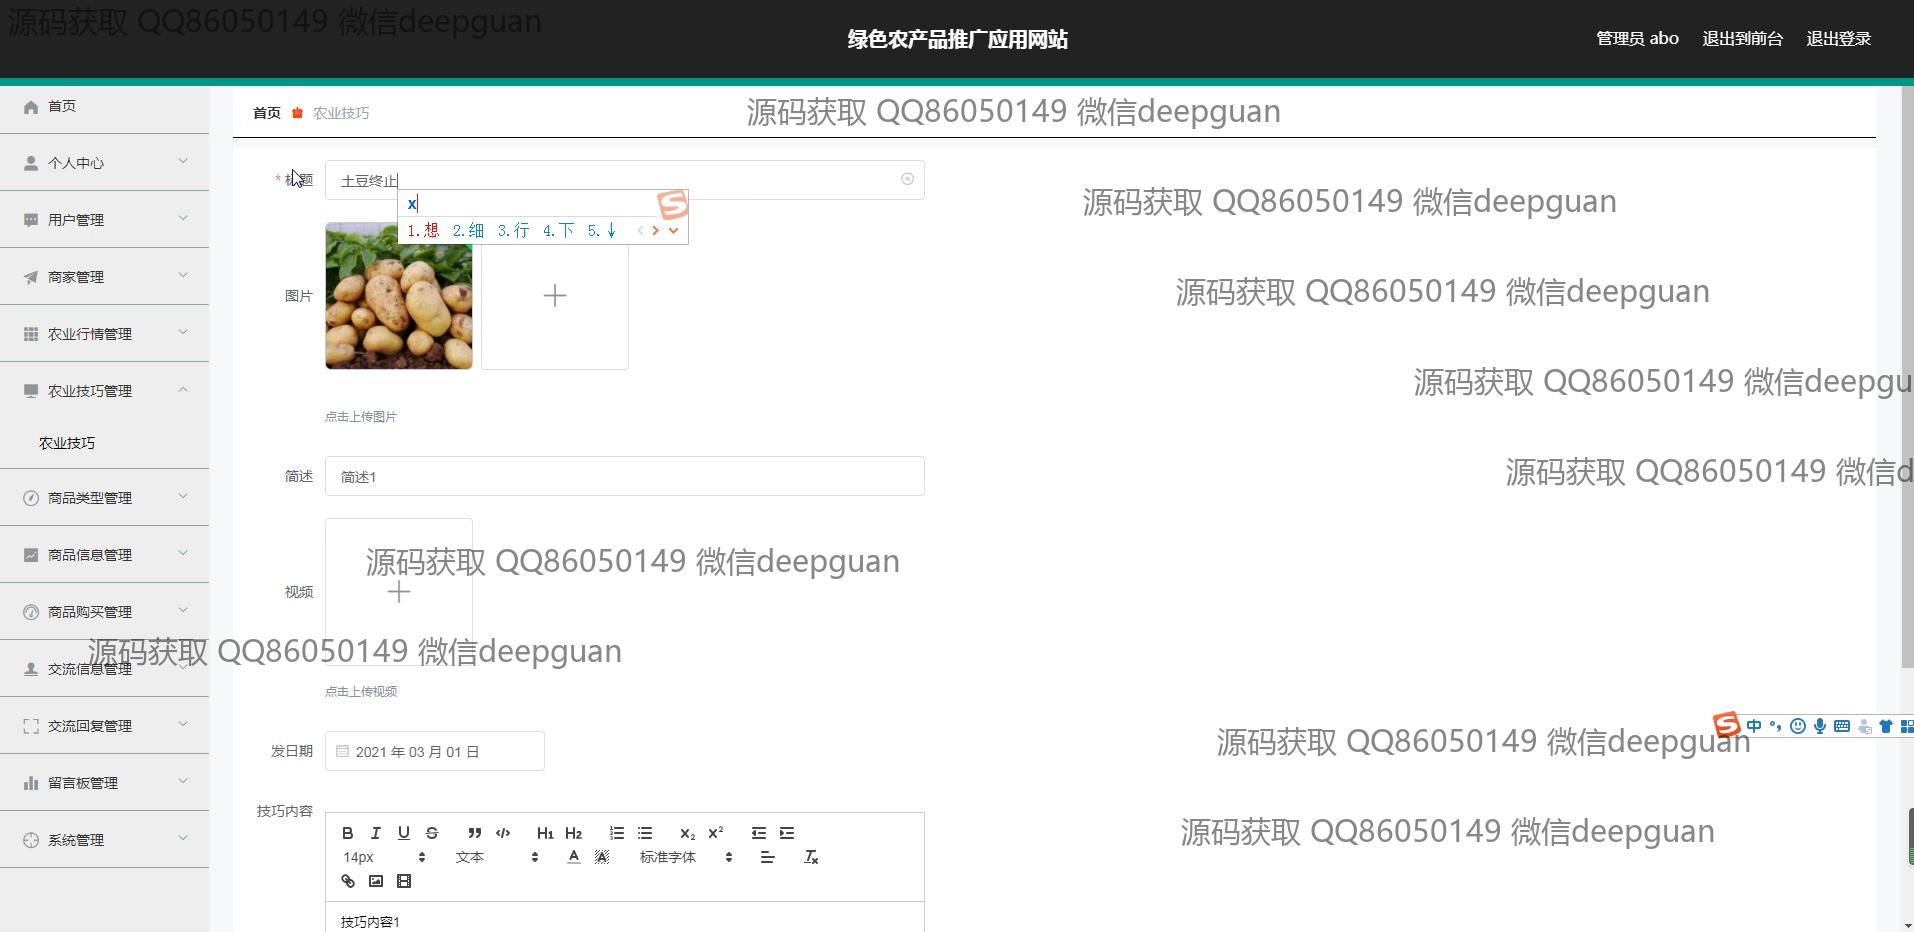 源码获取 QQ86050149 微信deepguan
绿色农产品推广应用网站
管理员 abo 退出到前台 退出登录
首页
个人中心
用户管理
商家管理
农业行情管理
农业技巧管理
农业技巧
商品类型管理
商品信息管理
商品购买管理
交流信息管理
交流回复管理
留言板管理
系统管理
首页 农业技巧
源码获取 QQ86050149 微信deepguan
* 标题 土豆终止
x
1.想 2.细 3.行 4.下 5.↓
源码获取 QQ86050149 微信deepguan
图片
源码获取 QQ86050149 微信deepguan
点击上传图片
源码获取 QQ86050149 微信deepgu
简述 简述1
源码获取 QQ86050149 微信d
源码获取 QQ86050149 微信deepguan
视频
源码获取 QQ86050149 微信deepguan
点击上传视频
中
源码获取 QQ86050149 微信deepguan
发日期 2021 年 03 月 01 日
技巧内容
B I U S ” </> H1 H2 X₂ X²
14px 文本 A A 标准字体 Tx
源码获取 QQ86050149 微信deepguan
技巧内容1